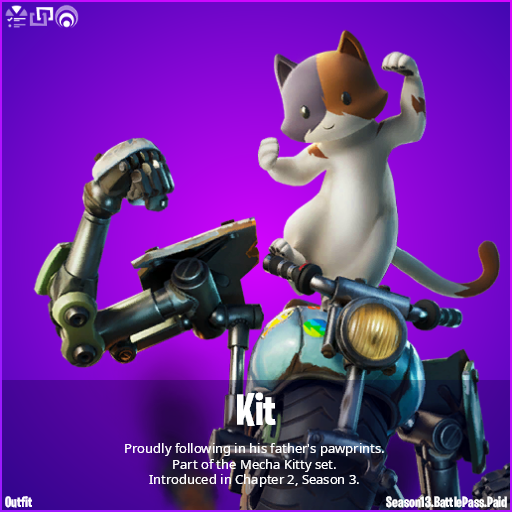 Kit
Proudly following in his father's pawprints.
Part of the Mecha Kitty set.
Introduced in Chapter 2, Season 3.
Outfit
Season13.BattlePass.Paid